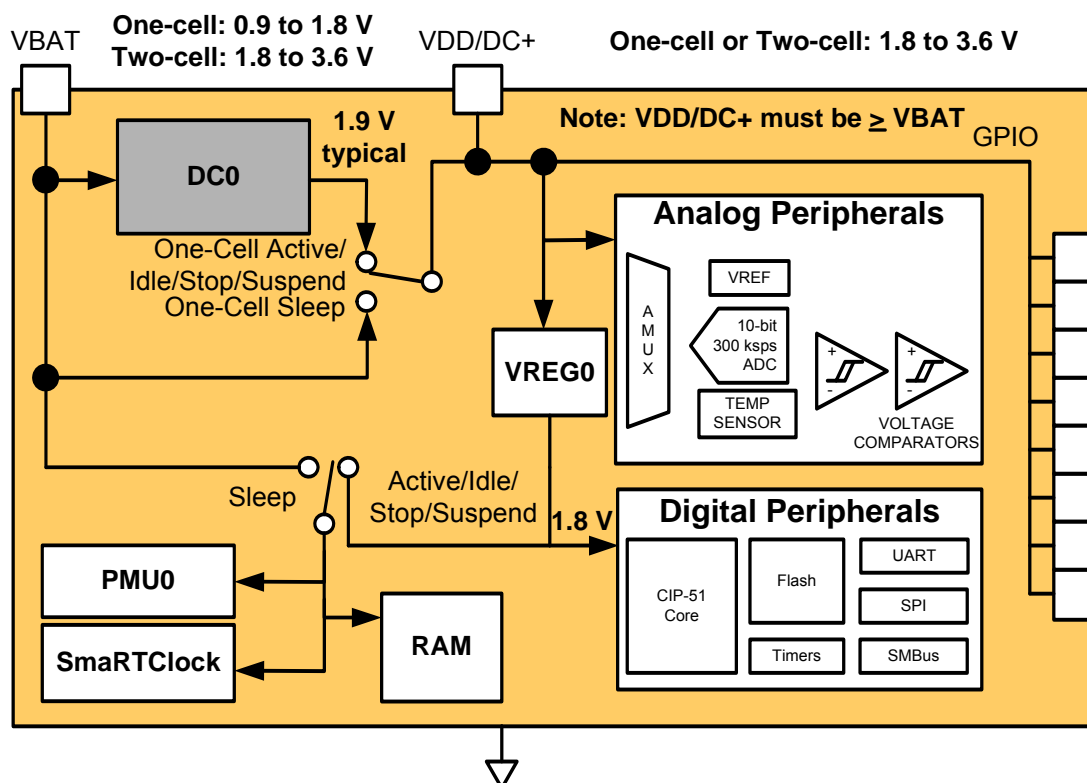 VBAT
One-cell: 0.9 to 1.8 V
Two-cell: 1.8 to 3.6 V
VDD/DC+
One-cell or Two-cell: 1.8 to 3.6 V
Note: VDD/DC+ must be ≥ VBAT
GPIO
1.9 V
typical
DC0
One-Cell Active/
Idle/Stop/Suspend
One-Cell Sleep
VREG0
Analog Peripherals
A
M
U
X
VREF
10-bit
300 ksps
ADC
TEMP
SENSOR
+
-
+
-
VOLTAGE
COMPARATORS
Sleep
Active/Idle/
Stop/Suspend
1.8 V
PMU0
SmaRTClock
RAM
Digital Peripherals
CIP-51
Core
Flash
Timers
UART
SPI
SMBus